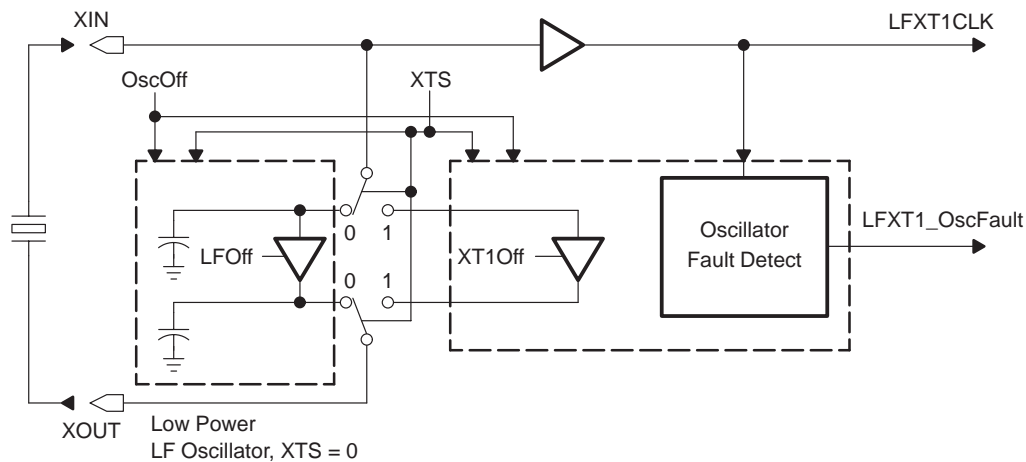 XIN
LFXT1CLK
OscOff
XTS
0 1
LFOff
XT1Off
0 1
Oscillator
Fault Detect
LFXT1_OscFault
XOUT
Low Power
LF Oscillator, XTS = 0